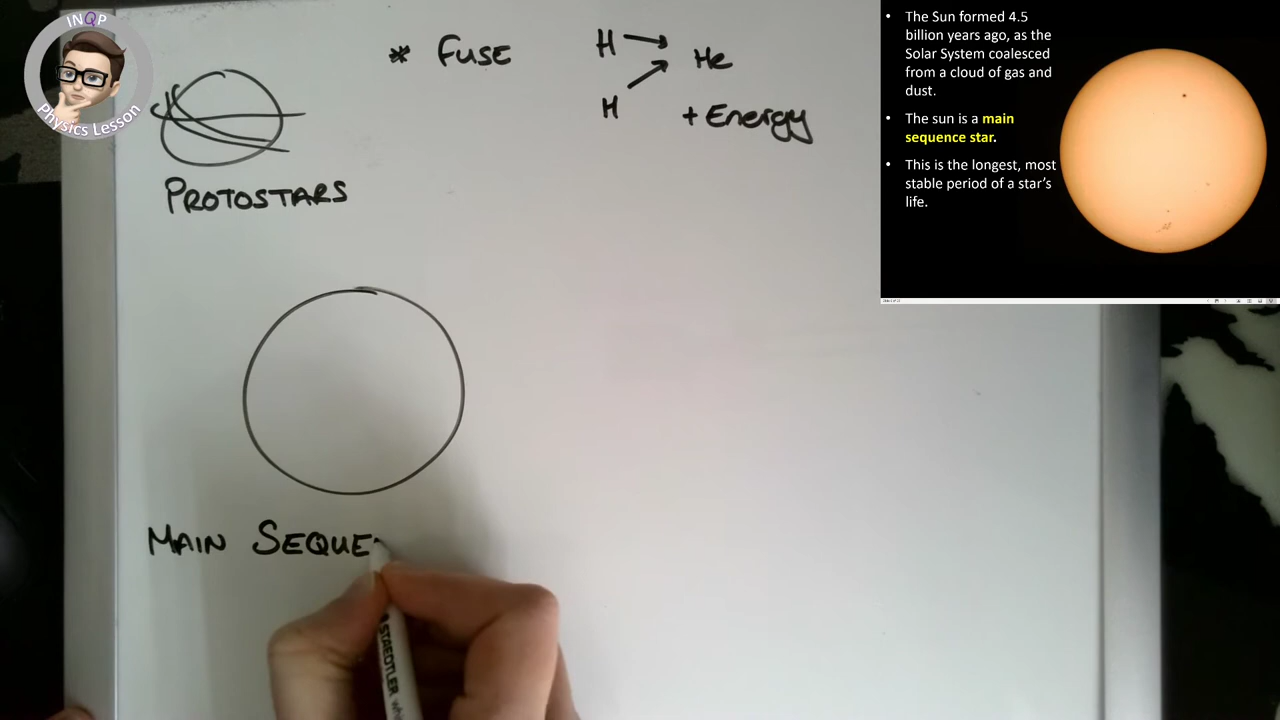 INQP
Physics Lesson
* FUSE
H → He
H
+ Energy
PROTOSTARS
MAIN SEQUE
STAEDTLER
• The Sun formed 4.5
billion years ago, as the
Solar System coalesced
from a cloud of gas and
dust.
• The sun is a main
sequence star.
• This is the longest, most
stable period of a star's
life.